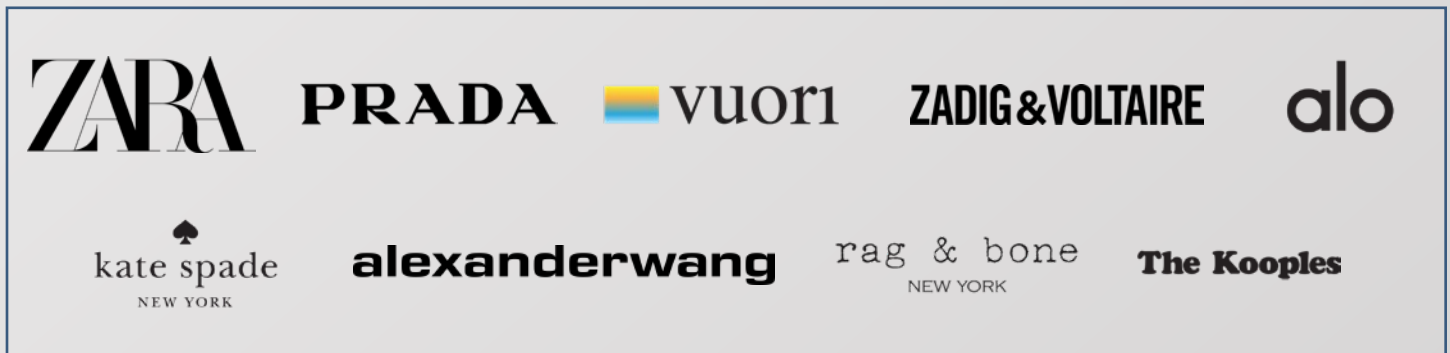 ZARA PRADA vuori ZADIG&VOLTAIRE alo
kate spade
NEW YORK
alexanderwang
rag & bone
NEW YORK
The Kooples